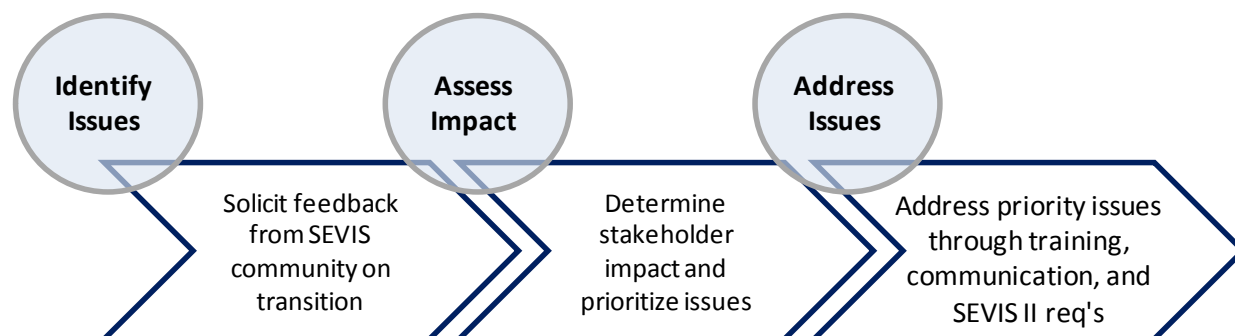 Identify
Issues
Assess
Impact
Address
Issues
Solicit feedback
from SEVIS
community on
transition
Determine
stakeholder
impact and
prioritize issues
Address priority issues
through training,
communication, and
SEVIS II req's